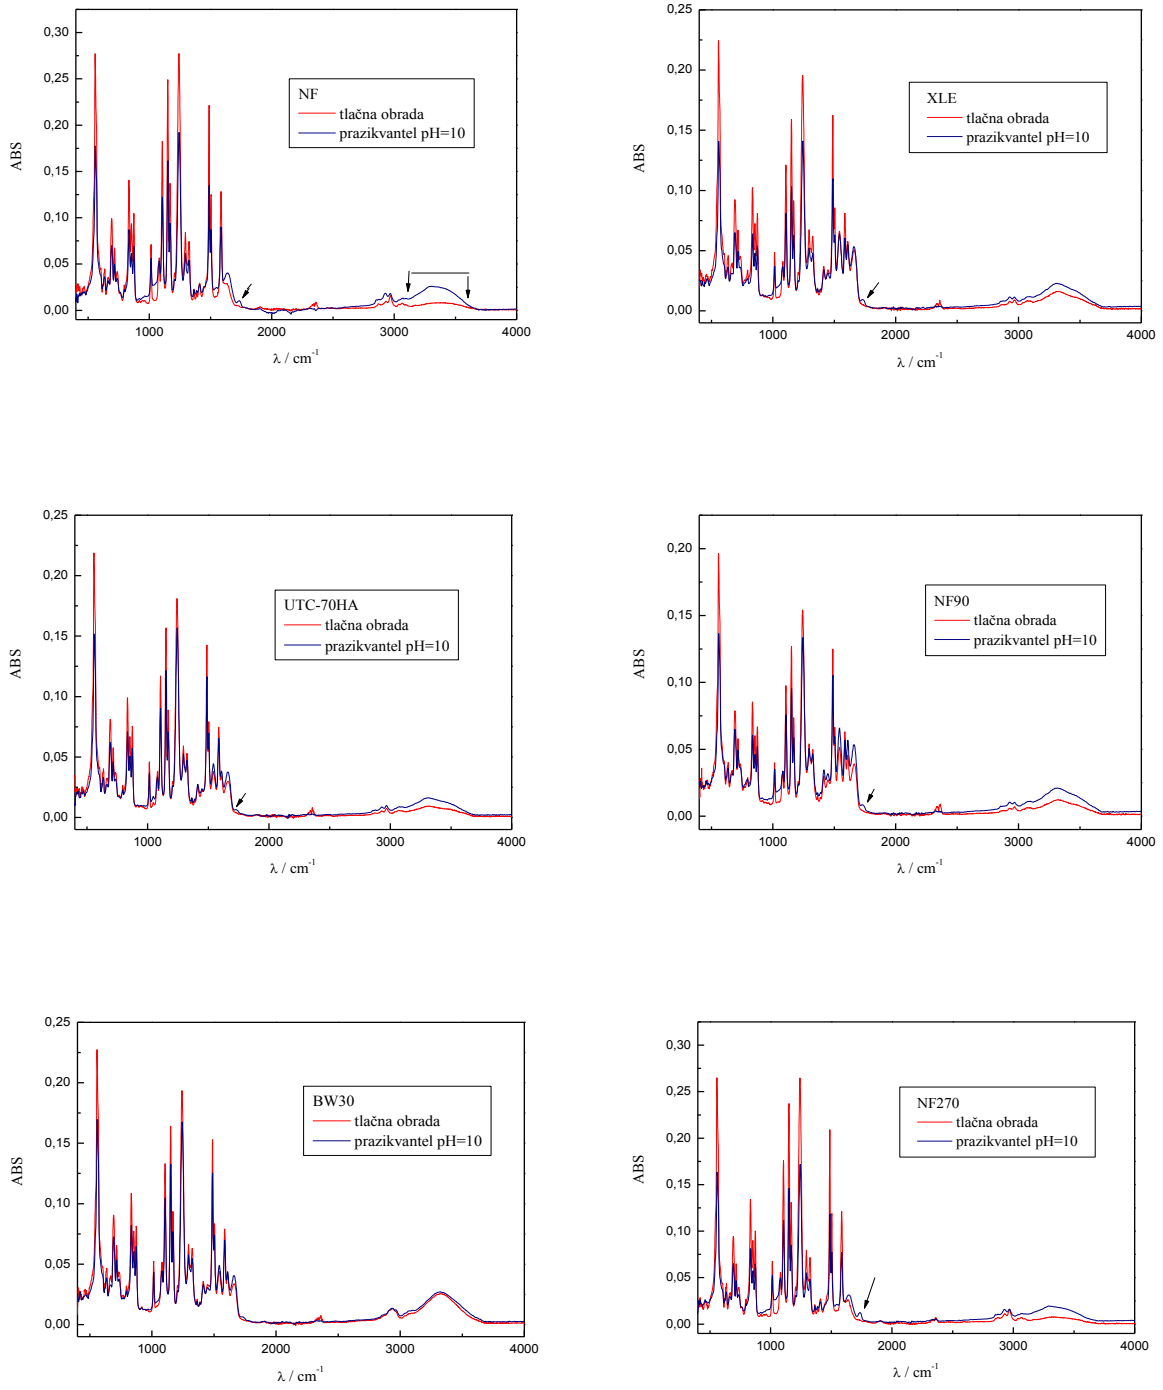 0,30
0,25
0,20
0,15
0,10
0,05
0,00
ABS
NF
tlačna obrada
prazikvantel pH=10
1000 2000 3000 4000
λ / cm-1
0,25
0,20
0,15
0,10
0,05
0,00
ABS
XLE
tlačna obrada
prazikvantel pH=10
1000 2000 3000 4000
λ / cm-1
0,25
0,20
0,15
0,10
0,05
0,00
ABS
UTC-70HA
tlačna obrada
prazikvantel pH=10
1000 2000 3000 4000
λ / cm-1
0,20
0,15
0,10
0,05
0,00
ABS
NF90
tlačna obrada
prazikvantel pH=10
1000 2000 3000 4000
λ / cm-1
0,25
0,20
0,15
0,10
0,05
0,00
ABS
BW30
tlačna obrada
prazikvantel pH=10
1000 2000 3000 4000
λ / cm-1
0,30
0,25
0,20
0,15
0,10
0,05
0,00
ABS
NF270
tlačna obrada
prazikvantel pH=10
1000 2000 3000 4000
λ / cm-1